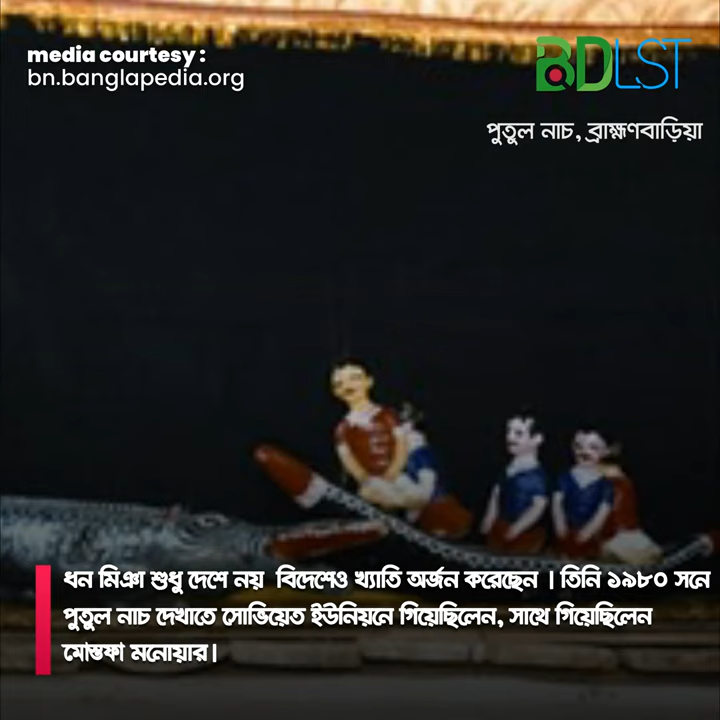 media courtesy :
bn.banglapedia.org
BDLST
পুতুল নাচ, ব্রাহ্মণবাড়িয়া
ধন মিঞা শুধু দেশে নয় বিদেশেও খ্যাতি অর্জন করেছেন । তিনি ১৯৮০ সনে
পুতুল নাচ দেখাতে সোভিয়েত ইউনিয়নে গিয়েছিলেন, সাথে গিয়েছিলেন
মোস্তফা মনোয়ার।